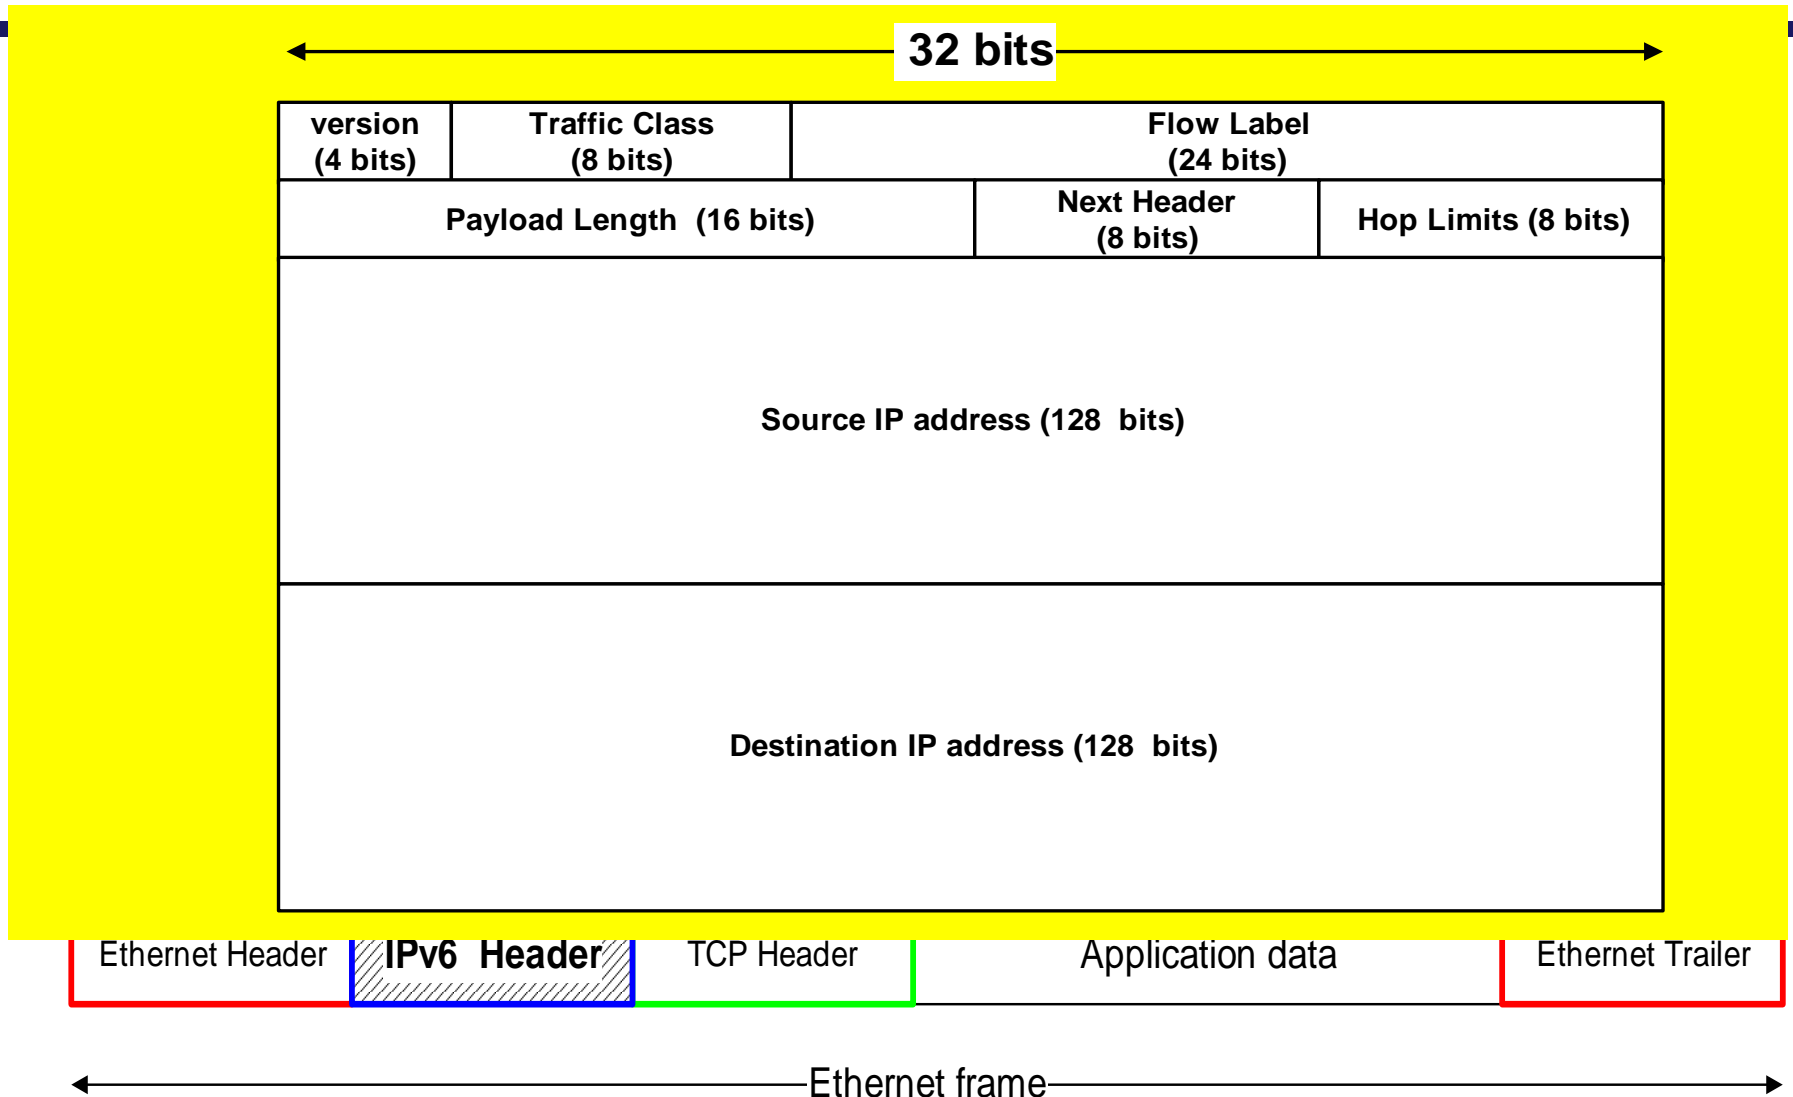 32 bits
version
(4 bits)
Traffic Class
(8 bits)
Flow Label
(24 bits)
Payload Length (16 bits)
Next Header
(8 bits)
Hop Limits (8 bits)
Source IP address (128 bits)
Destination IP address (128 bits)
Ethernet Header
IPv6 Header
TCP Header
Application data
Ethernet Trailer
Ethernet frame